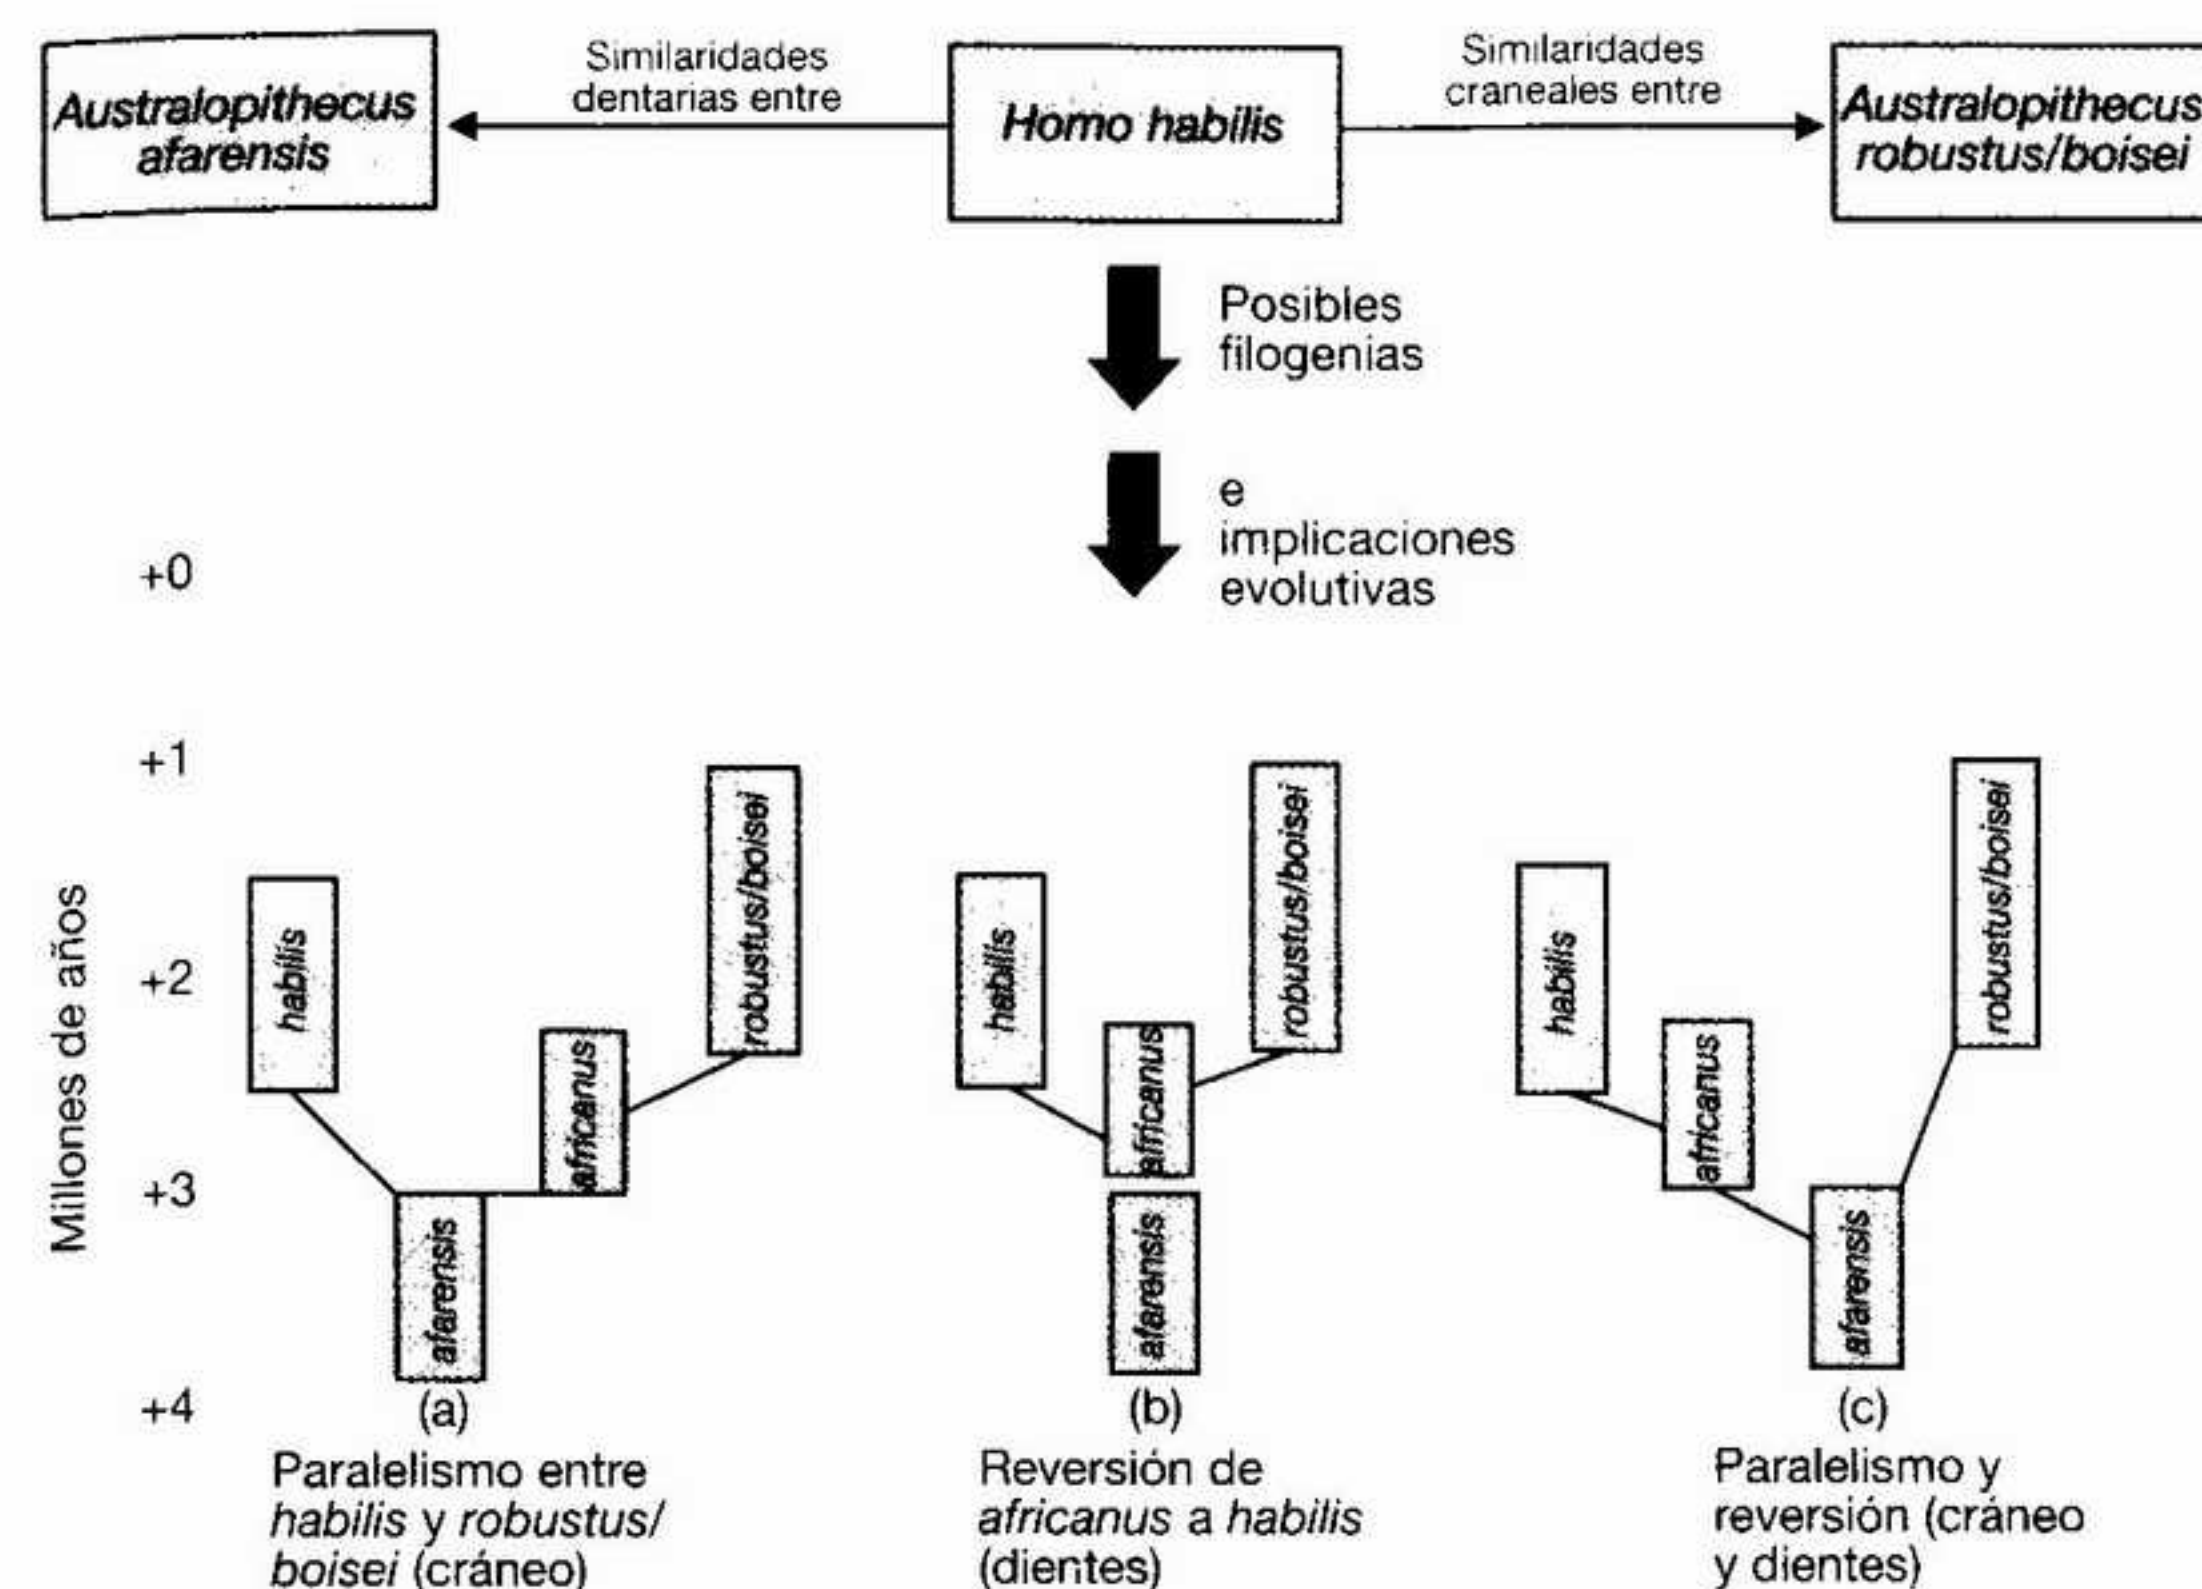 Australopithecus
afarensis
Similaridades
dentarias entre
Homo habilis
Similaridades
craneales entre
Australopithecus
robustus/boisei
Posibles
filogenias
e
implicaciones
evolutivas
Millones de años
+0
+1
+2
+3
+4
habilis
afarensis
africanus
robustus/boisei
(a)
Paralelismo entre
habilis y robustus/
boisei (cráneo)
habilis
africanus
afarensis
robustus/boisei
(b)
Reversión de
africanus a habilis
(dientes)
habilis
africanus
afarensis
robustus/boisei
(c)
Paralelismo y
reversión (cráneo
y dientes)